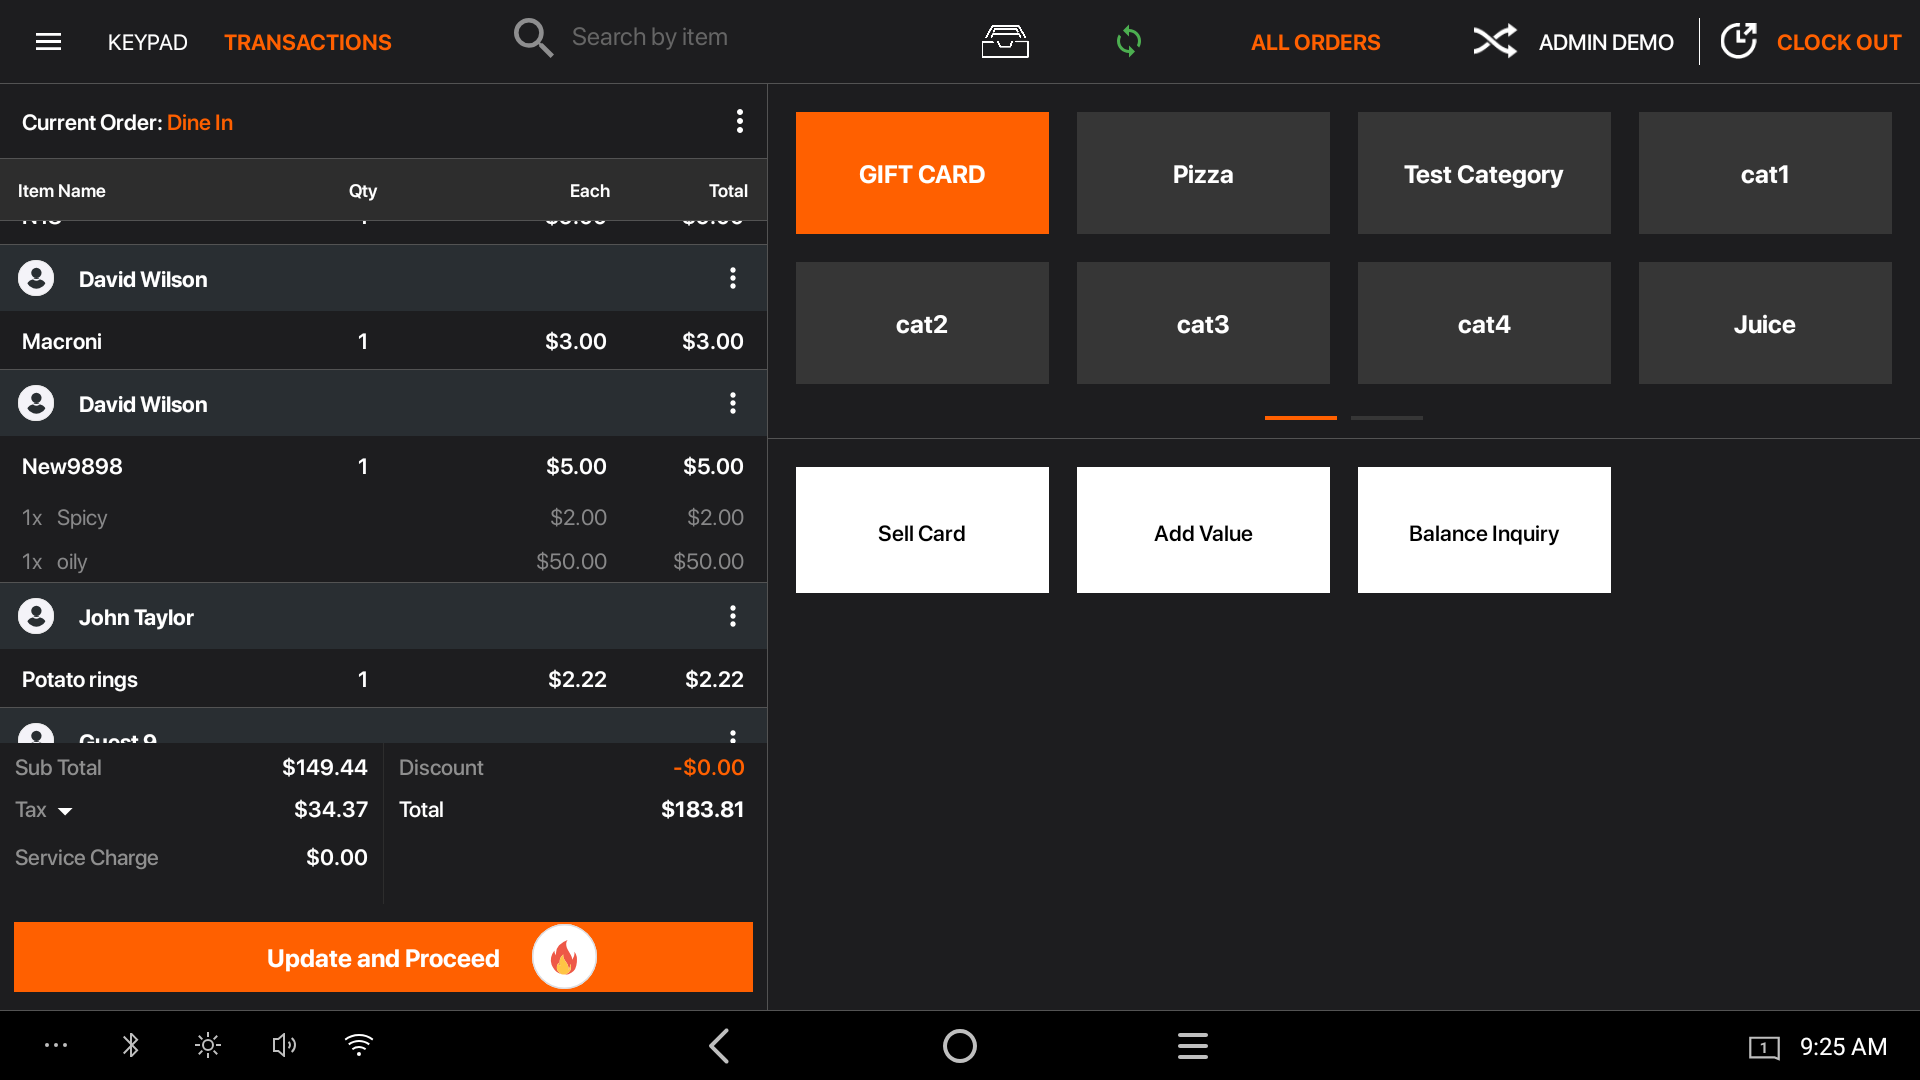 KEYPAD
TRANSACTIONS
Search by item
ALL ORDERS
ADMIN DEMO
CLOCK OUT
Current Order: Dine In
Item Name Qty Each Total
David Wilson
Macroni 1 $3.00 $3.00
David Wilson
New9898 1 $5.00 $5.00
1x Spicy $2.00 $2.00
1x oily $50.00 $50.00
John Taylor
Potato rings 1 $2.22 $2.22
Guest 9
Sub Total $149.44
Tax $34.37
Service Charge $0.00
Discount -$0.00
Total $183.81
Update and Proceed
GIFT CARD
Pizza
Test Category
cat1
cat2
cat3
cat4
Juice
Sell Card
Add Value
Balance Inquiry
1
9:25 AM